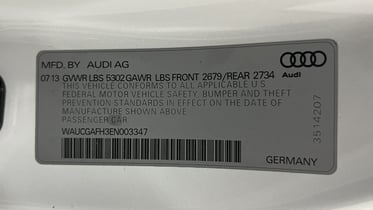 MFD. BY AUDI AG
07 13 GVWR LBS 5302 GAWR LBS FRONT 2679/REAR 2734
Audi
THIS VEHICLE CONFORMS TO ALL APPLICABLE U S
FEDERAL MOTOR VEHICLE SAFETY, BUMPER AND THEFT
PREVENTION STANDARDS IN EFFECT ON THE DATE OF
MANUFACTURE SHOWN ABOVE
PASSENGER CAR
3514207
WAUCGAFH3EN003347
GERMANY